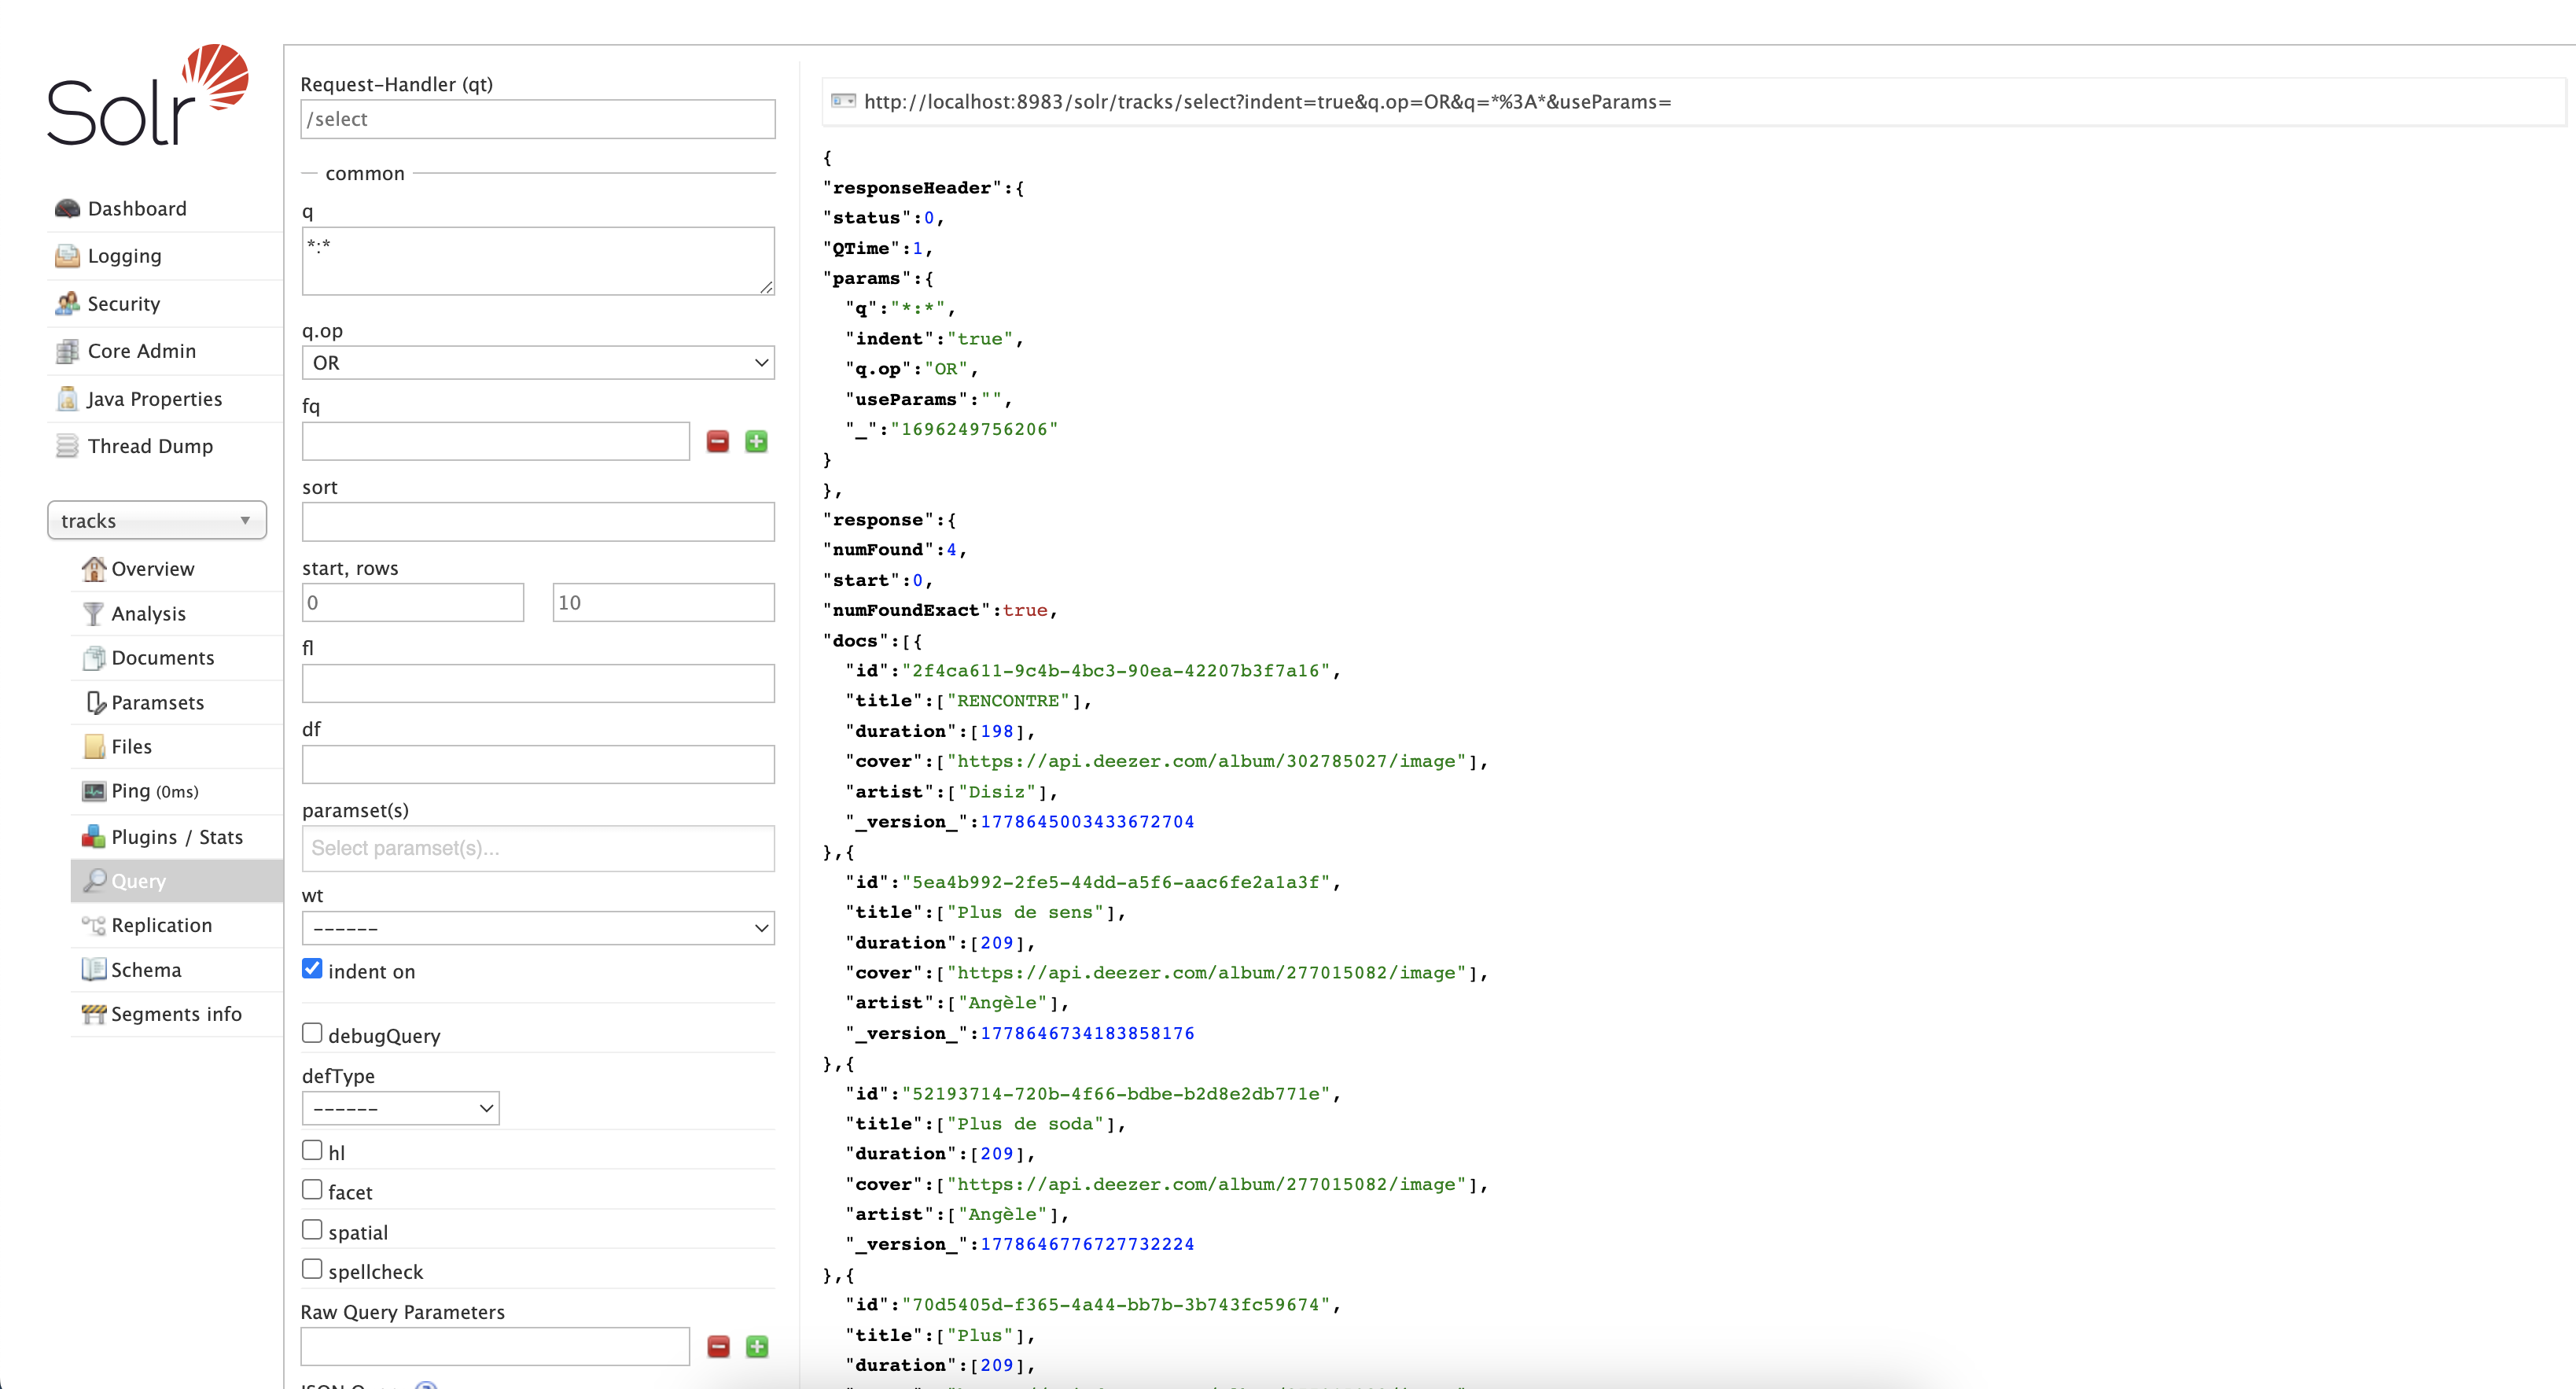 Solr
Dashboard
Logging
Security
Core Admin
Java Properties
Thread Dump
tracks
Overview
Analysis
Documents
Paramsets
Files
Ping (0ms)
Plugins / Stats
Query
Replication
Schema
Segments info
Request-Handler (qt)
/select
common
q
*:*
q.op
OR
fq
sort
start, rows
0 10
fl
df
paramset(s)
Select paramset(s)...
wt
------
indent on
debugQuery
defType
------
hl
facet
spatial
spellcheck
Raw Query Parameters
http://localhost:8983/solr/tracks/select?indent=true&q.op=OR&q=*%3A*&useParams=
{
"responseHeader":{
"status":0,
"QTime":1,
"params":{
"q":"*:*",
"indent":"true",
"q.op":"OR",
"useParams":"",
"_":"1696249756206"
}
},
"response":{
"numFound":4,
"start":0,
"numFoundExact":true,
"docs":[{
"id":"2f4ca611-9c4b-4bc3-90ea-42207b3f7a16",
"title":["RENCONTRE"],
"duration":[198],
"cover":["https://api.deezer.com/album/302785027/image"],
"artist":["Disiz"],
"_version_":1778645003433672704
},{
"id":"5ea4b992-2fe5-44dd-a5f6-aac6fe2a1a3f",
"title":["Plus de sens"],
"duration":[209],
"cover":["https://api.deezer.com/album/277015082/image"],
"artist":["Angèle"],
"_version_":1778646734183858176
},{
"id":"52193714-720b-4f66-bdbe-b2d8e2db771e",
"title":["Plus de soda"],
"duration":[209],
"cover":["https://api.deezer.com/album/277015082/image"],
"artist":["Angèle"],
"_version_":1778646776727732224
},{
"id":"70d5405d-f365-4a44-bb7b-3b743fc59674",
"title":["Plus"],
"duration":[209],